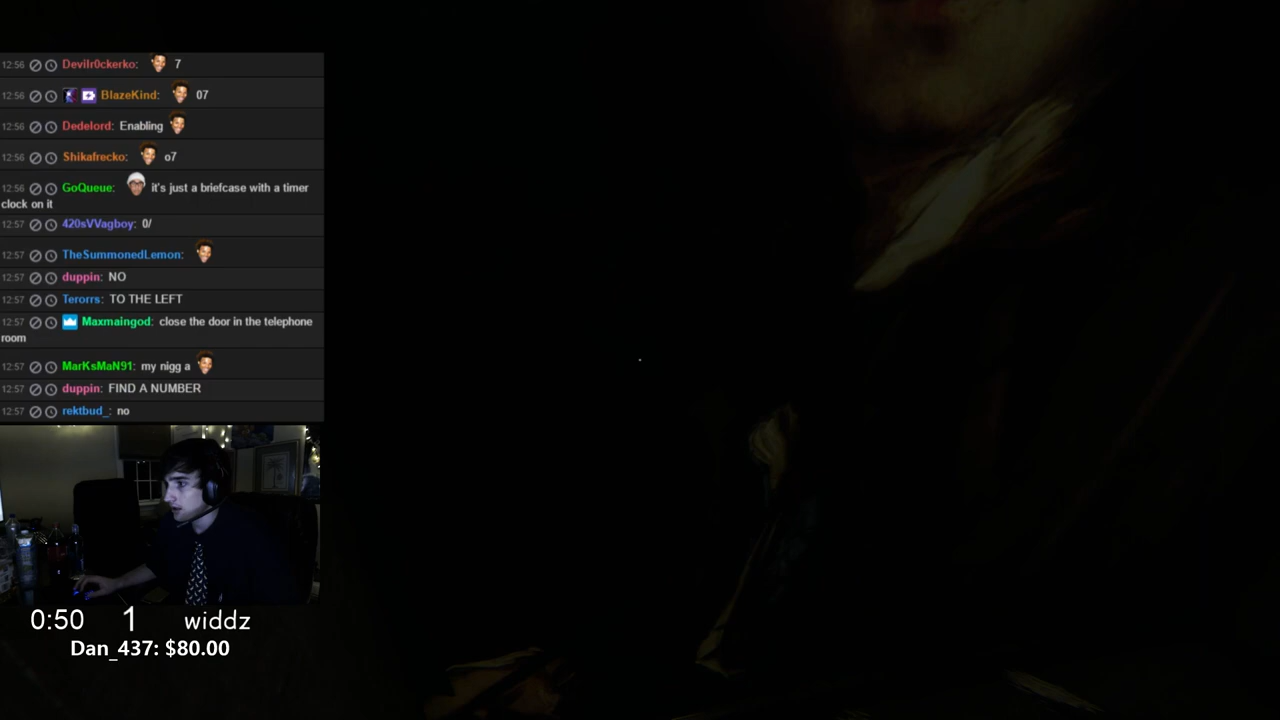 12:56 Devilr0ckerko: 7
12:56 BlazeKind: 07
12:56 Dedelord: Enabling
12:56 Shikafrecko: o7
12:56 GoQueue: it's just a briefcase with a timer
clock on it
12:57 420sVVagboy: 0/
12:57 TheSummonedLemon:
12:57 duppin: NO
12:57 Terorrs: TO THE LEFT
12:57 Maxmaingod: close the door in the telephone
room
12:57 MarKsMaN91: my nigg a
12:57 duppin: FIND A NUMBER
12:57 rektbud_: no
0:50 1 widdz
Dan_437: $80.00